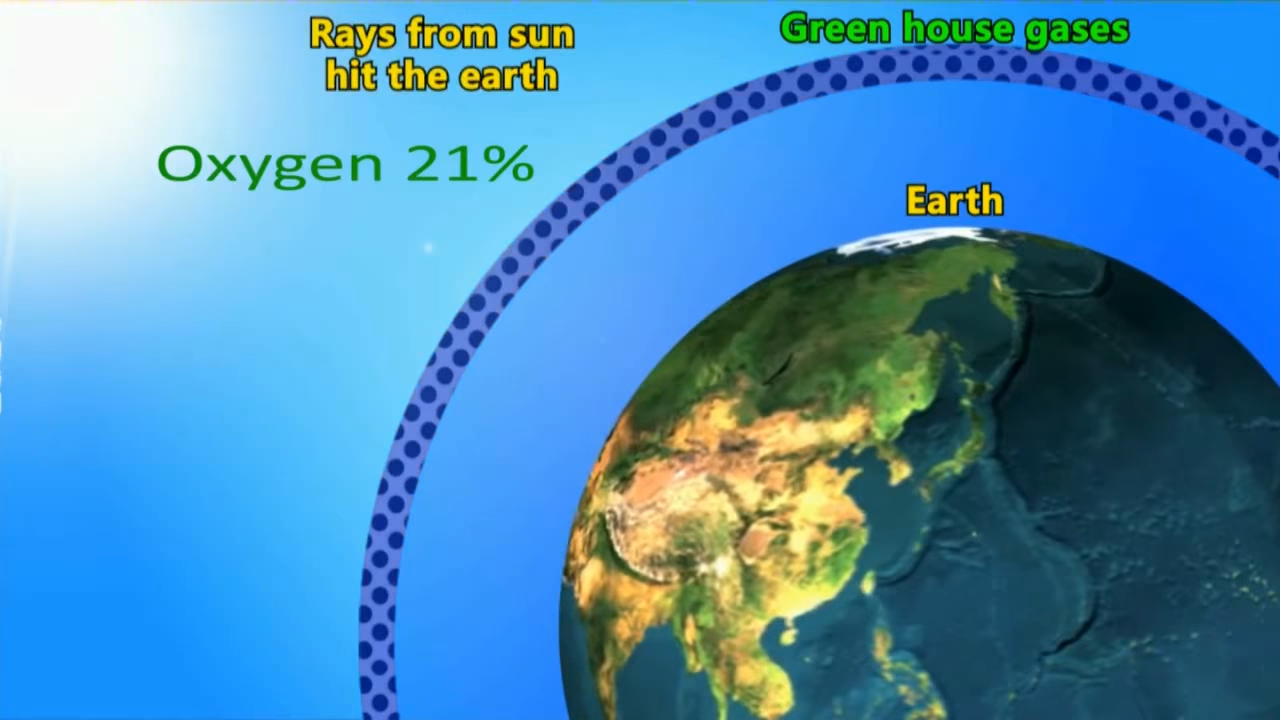 Rays from sun
hit the earth
Green house gases
Oxygen 21%
Earth